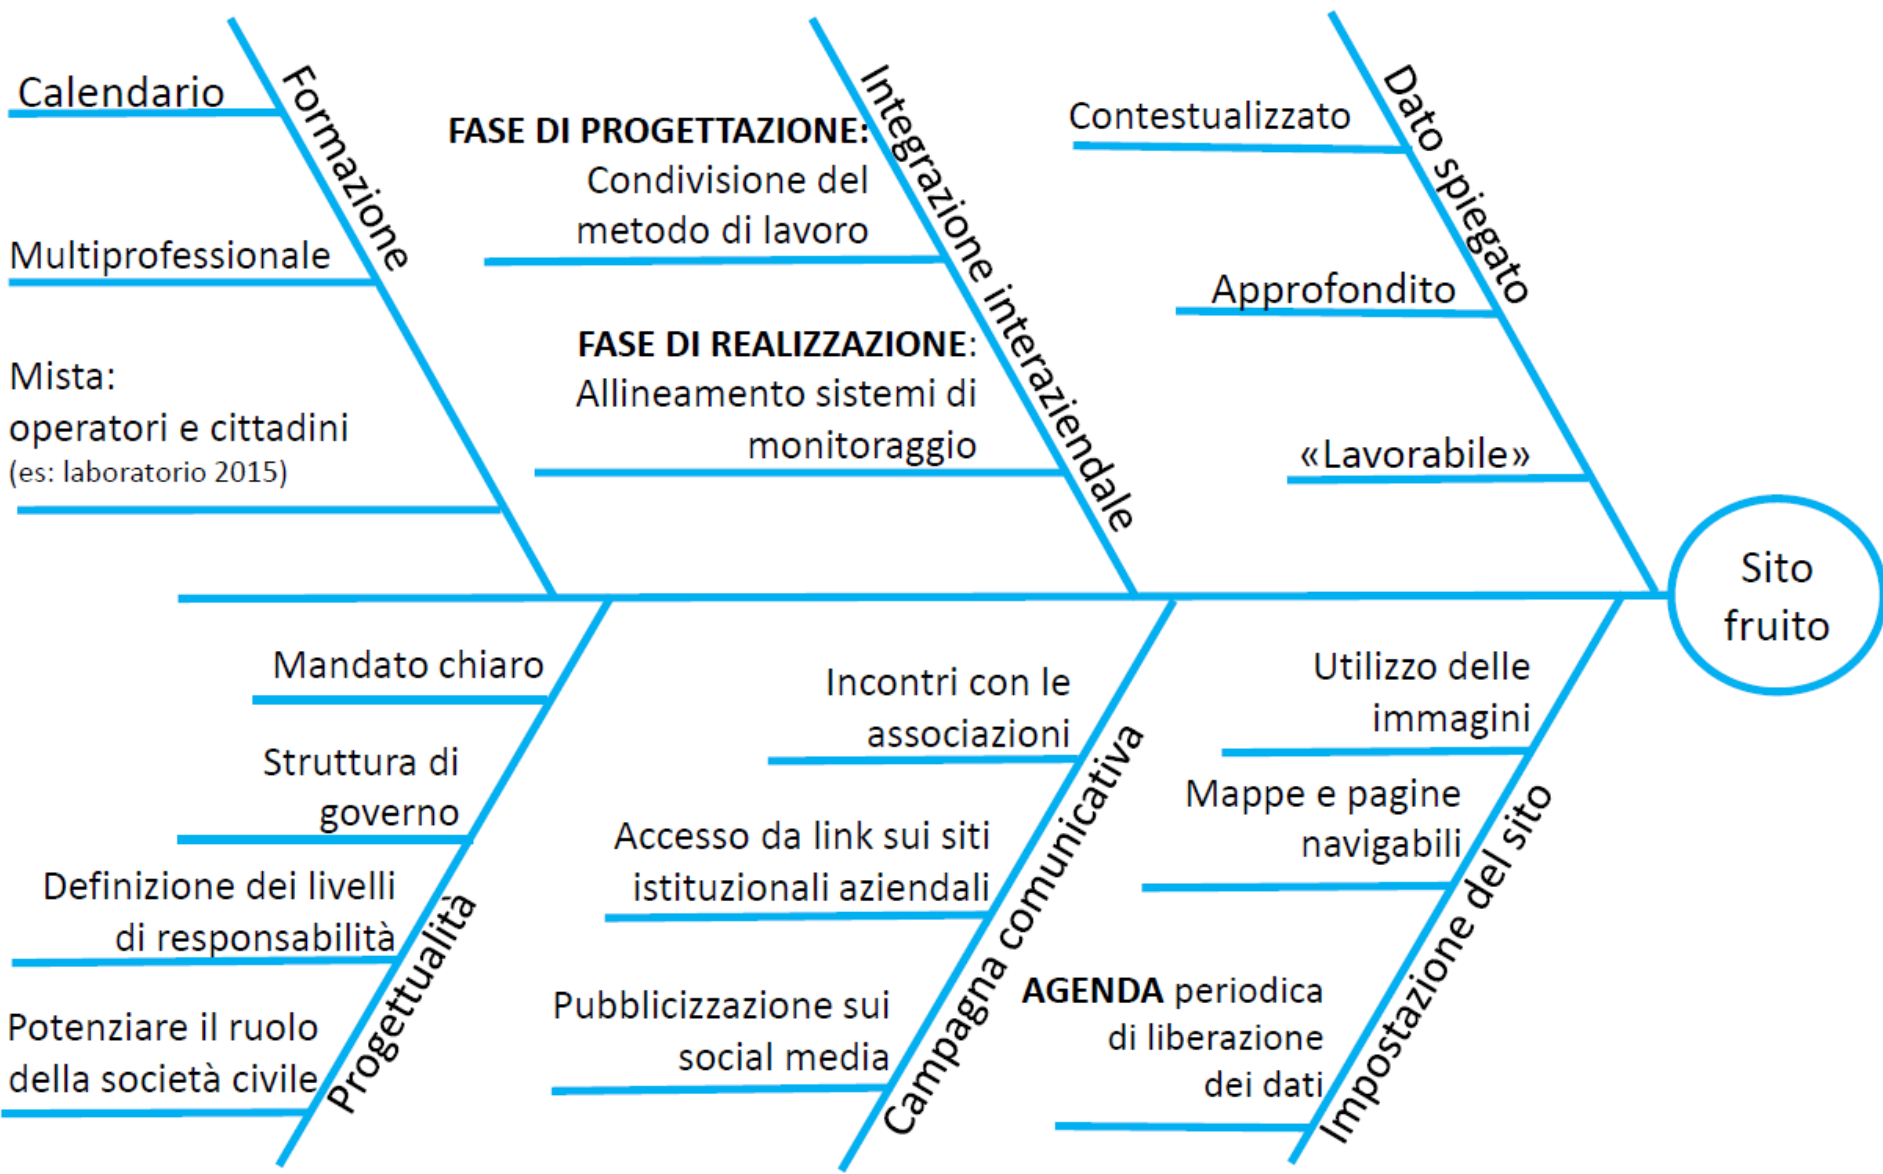 Formazione
Calendario
Multiprofessionale
Mista:
operatori e cittadini
(es: laboratorio 2015)
Integrazione interaziendale
FASE DI PROGETTAZIONE:
Condivisione del
metodo di lavoro
FASE DI REALIZZAZIONE:
Allineamento sistemi di
monitoraggio
Dato spiegato
Contestualizzato
Approfondito
«Lavorabile»
Sito
fruito
Mandato chiaro
Struttura di
governo
Definizione dei livelli
di responsabilità
Potenziare il ruolo
della società civile
Progettualità
Incontri con le
associazioni
Accesso da link sui siti
istituzionali aziendali
Pubblicizzazione sui
social media
Campagna comunicativa
Utilizzo delle
immagini
Mappe e pagine
navigabili
AGENDA periodica
di liberazione
dei dati
Impostazione del sito